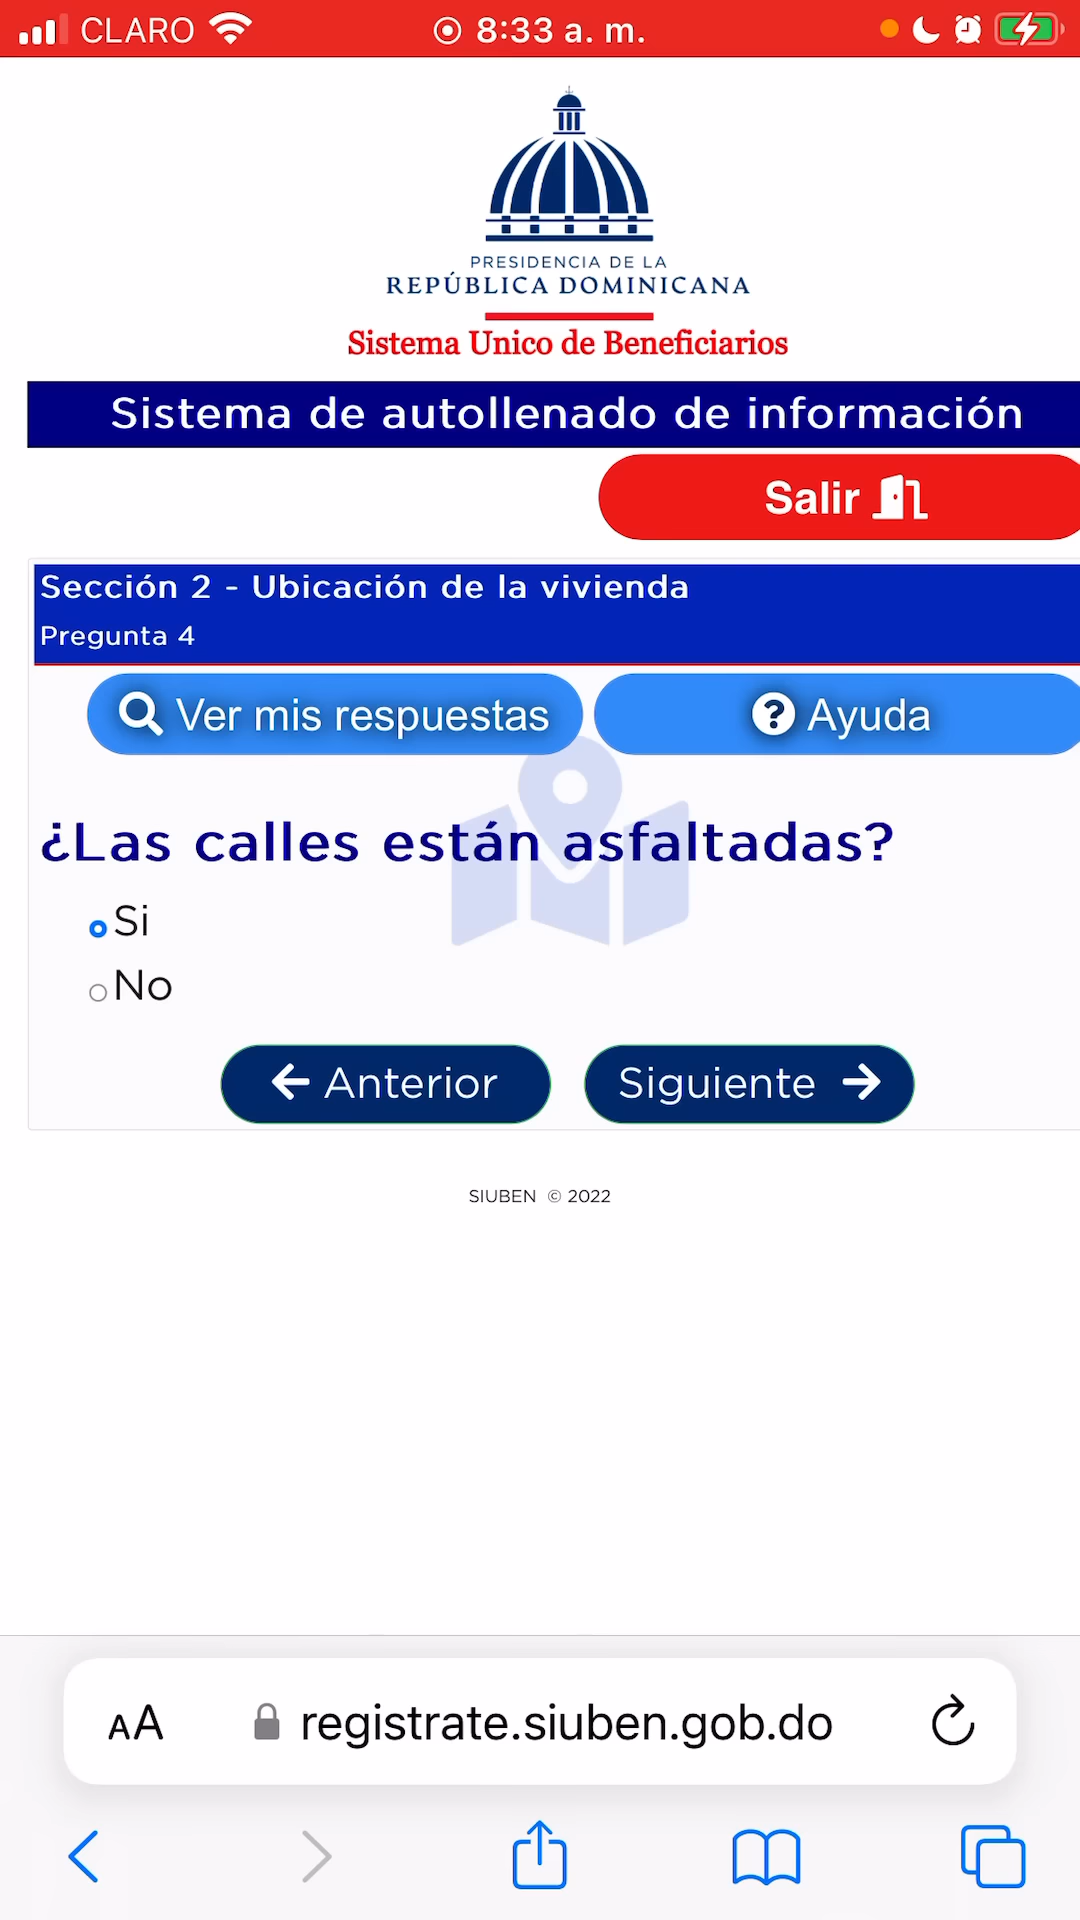 CLARO 8:33 a. m.
PRESIDENCIA DE LA
REPÚBLICA DOMINICANA
Sistema Unico de Beneficiarios
Sistema de autollenado de información
Salir
Sección 2 - Ubicación de la vivienda
Pregunta 4
Ver mis respuestas
Ayuda
¿Las calles están asfaltadas?
Si
No
Anterior
Siguiente
SIUBEN © 2022
AA registrate.siuben.gob.do